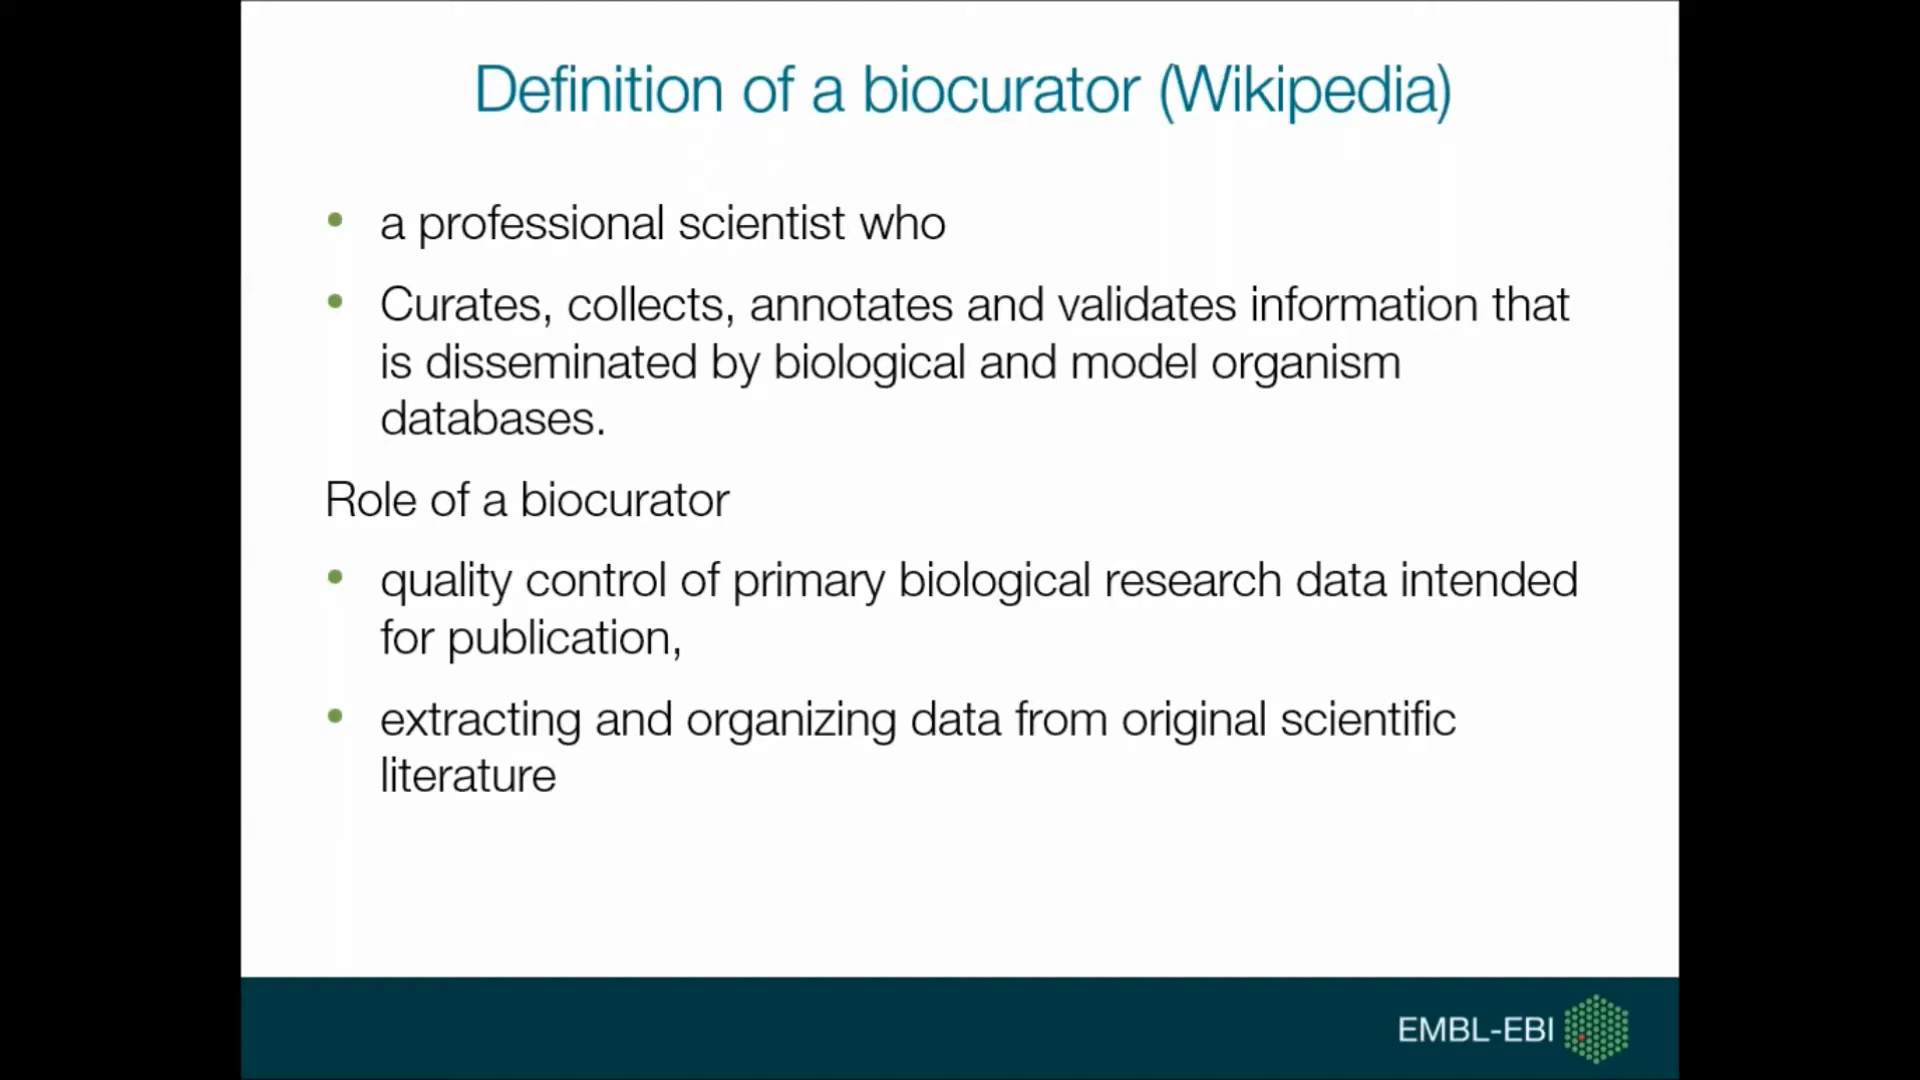 Definition of a biocurator (Wikipedia)
• a professional scientist who
• Curates, collects, annotates and validates information that
is disseminated by biological and model organism
databases.
Role of a biocurator
• quality control of primary biological research data intended
for publication,
• extracting and organizing data from original scientific
literature
EMBL-EBI